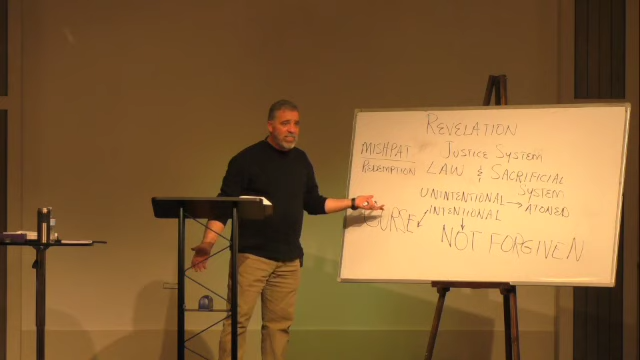 REVELATION
MISHPAT JUSTICE SYSTEM
REDEMPTION LAW & SACRIFICIAL
SYSTEM
UNINTENTIONAL → ATONED
CURSE INTENTIONAL
NOT FORGIVEN